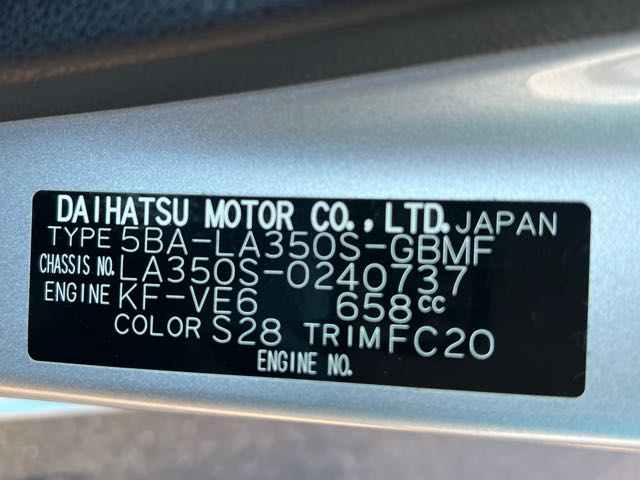 DAIHATSU MOTOR CO., LTD. JAPAN
TYPE 5BA-LA350S-GBMF
CHASSIS NO. LA350S-0240737
ENGINE KF-VE6 658cc
COLOR S28 TRIM FC20
ENGINE NO.